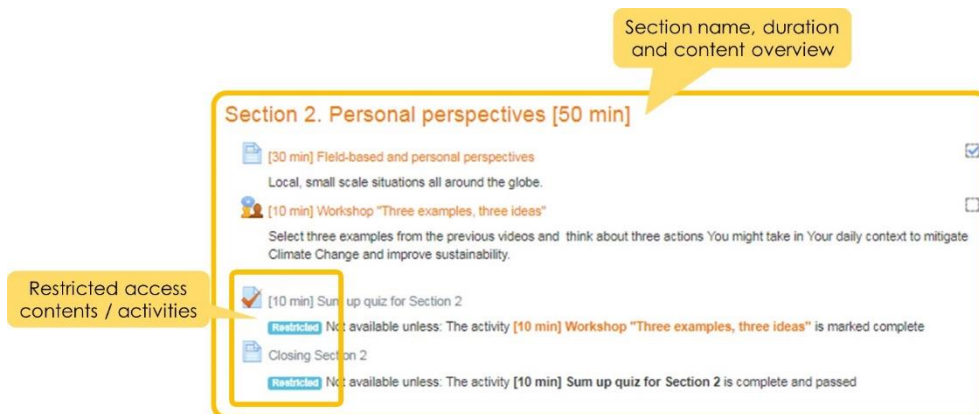 Section name, duration
and content overview
Section 2. Personal perspectives [50 min]
[30 min] Field-based and personal perspectives
Local, small scale situations all around the globe.
[10 min] Workshop "Three examples, three ideas"
Select three examples from the previous videos and think about three actions You might take in Your daily context to mitigate
Climate Change and improve sustainability.
Restricted access
contents / activities
[10 min] Sum up quiz for Section 2
Restricted Not available unless: The activity [10 min] Workshop "Three examples, three ideas" is marked complete
Closing Section 2
Restricted Not available unless: The activity [10 min] Sum up quiz for Section 2 is complete and passed